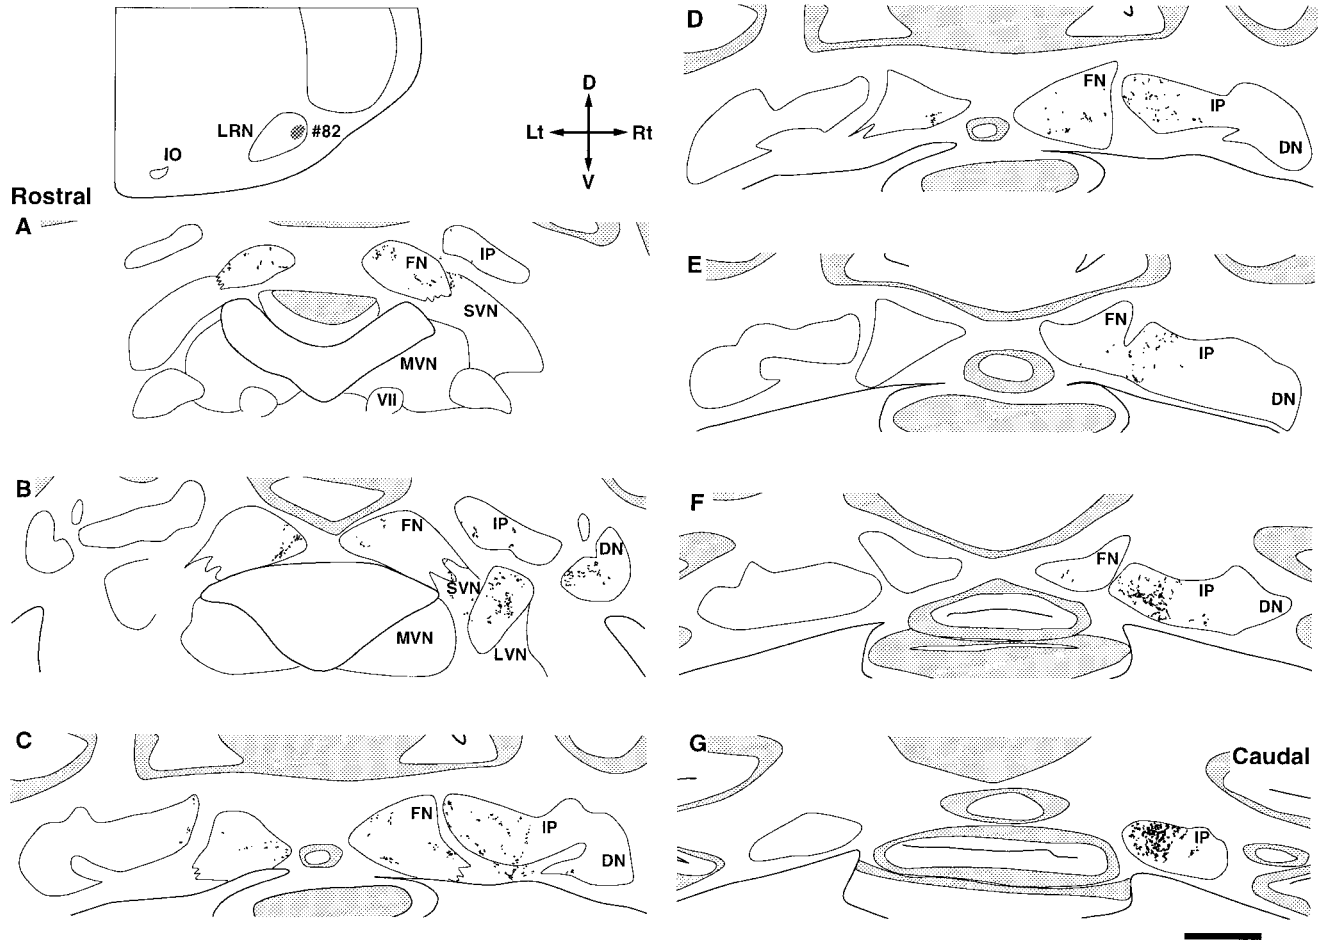 LRN #82
IO
D
Lt Rt
V
Rostral
A
FN IP
SVN
MVN
VII
B
FN IP
DN
SVN
MVN
LVN
C
FN IP
DN
D
FN
IP
DN
E
FN
IP
DN
F
FN
IP
DN
G
Caudal
IP